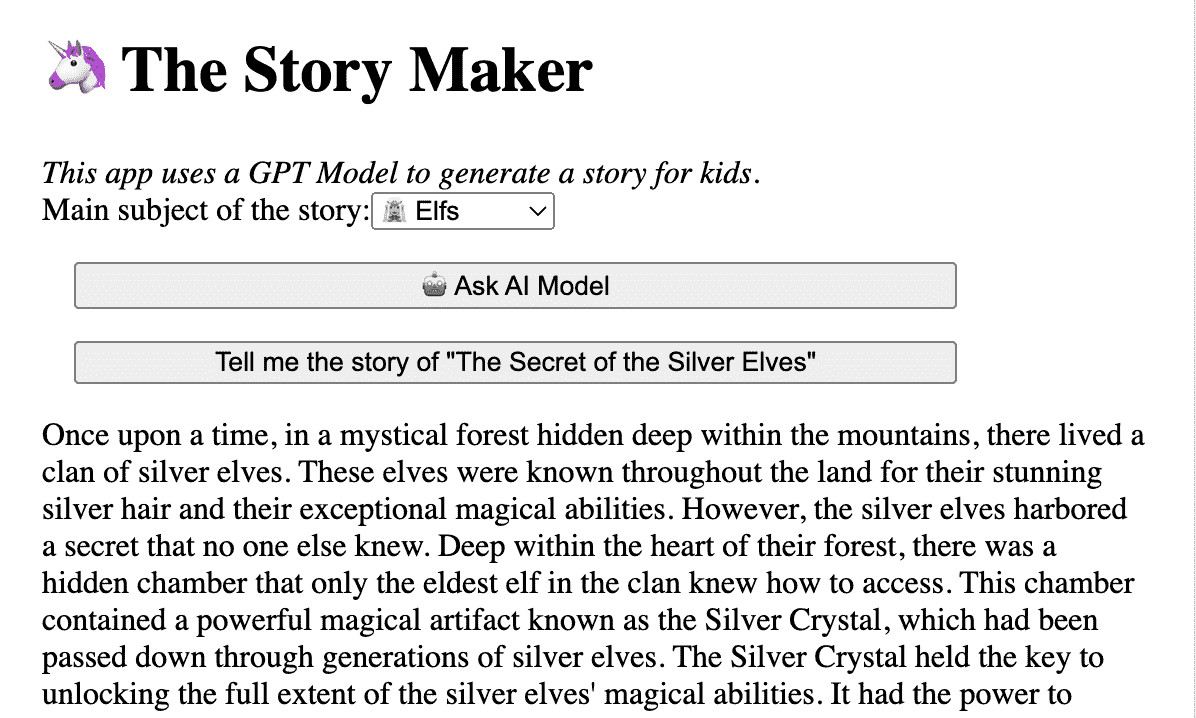 🦄 The Story Maker
This app uses a GPT Model to generate a story for kids.
Main subject of the story: Elfs
🤖 Ask AI Model
Tell me the story of "The Secret of the Silver Elves"
Once upon a time, in a mystical forest hidden deep within the mountains, there lived a
clan of silver elves. These elves were known throughout the land for their stunning
silver hair and their exceptional magical abilities. However, the silver elves harbored
a secret that no one else knew. Deep within the heart of their forest, there was a
hidden chamber that only the eldest elf in the clan knew how to access. This chamber
contained a powerful magical artifact known as the Silver Crystal, which had been
passed down through generations of silver elves. The Silver Crystal held the key to
unlocking the full extent of the silver elves' magical abilities. It had the power to